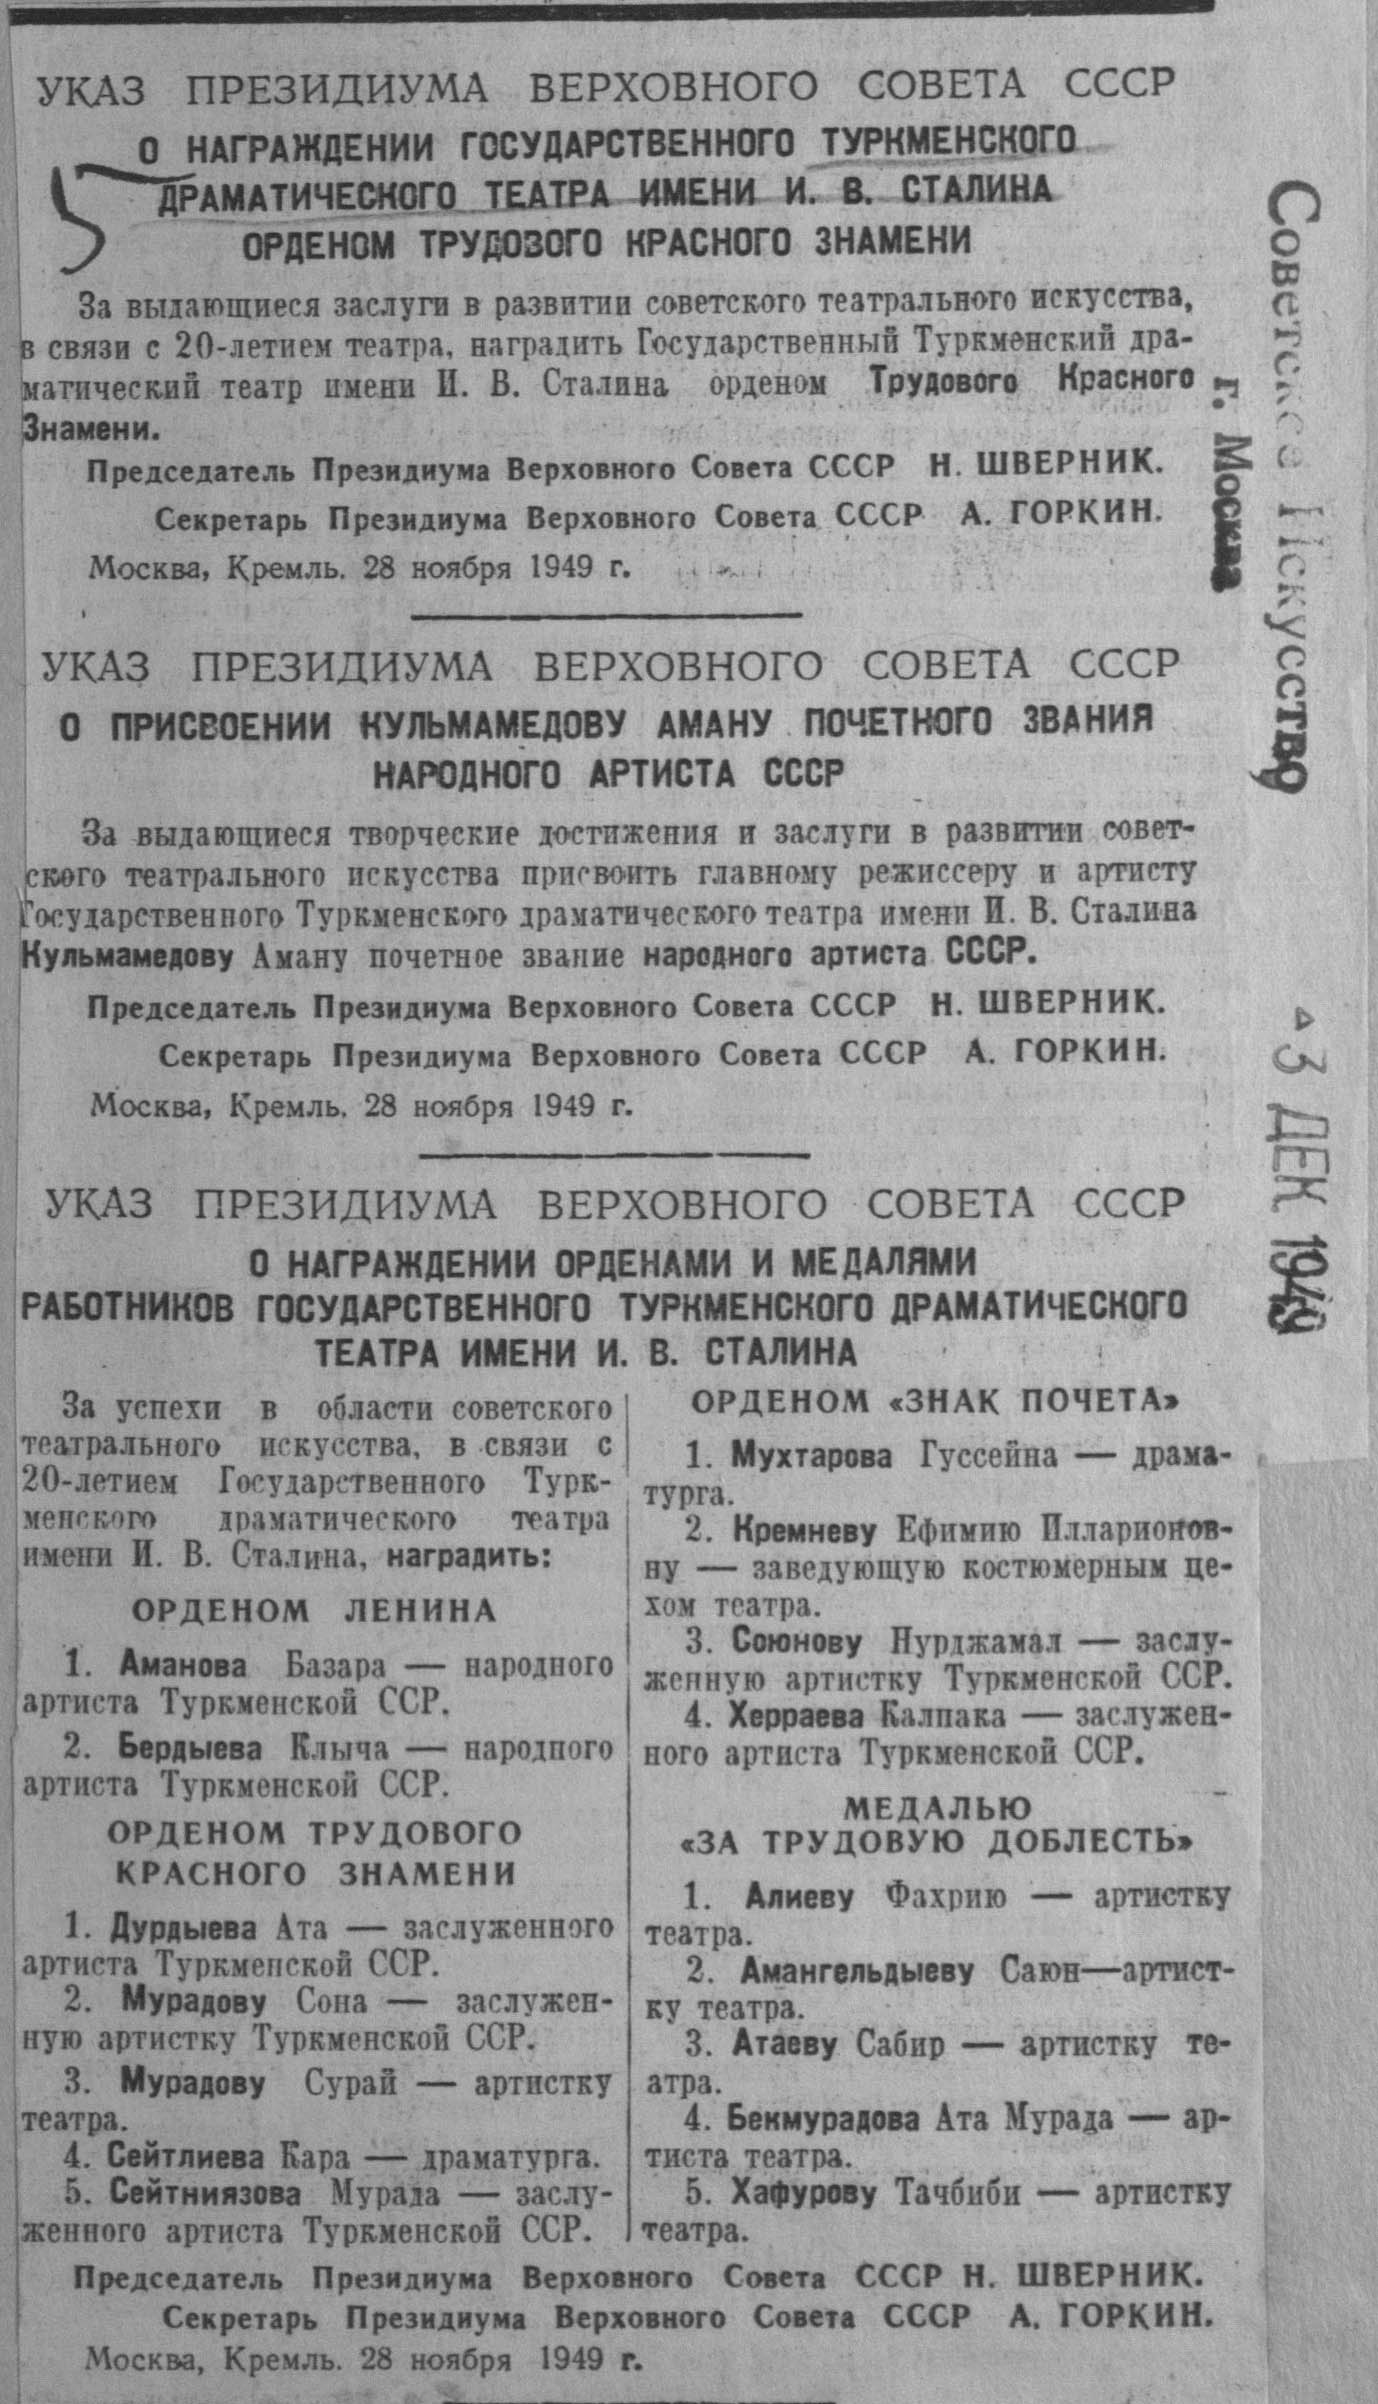 УКАЗ ПРЕЗИДИУМА ВЕРХОВНОГО СОВЕТА СССР
О НАГРАЖДЕНИИ ГОСУДАРСТВЕННОГО ТУРКМЕНСКОГО
ДРАМАТИЧЕСКОГО ТЕАТРА ИМЕНИ И. В. СТАЛИНА
ОРДЕНОМ ТРУДОВОГО КРАСНОГО ЗНАМЕНИ
За выдающиеся заслуги в развитии советского театрального искусства,
в связи с 20-летием театра, наградить Государственный Туркменский дра-
матический театр имени И. В. Сталина орденом Трудового Красного
Знамени.
Председатель Президиума Верховного Совета СССР Н. ШВЕРНИК.
Секретарь Президиума Верховного Совета СССР А. ГОРКИН.
Москва, Кремль. 28 ноября 1949 г.
УКАЗ ПРЕЗИДИУМА ВЕРХОВНОГО СОВЕТА СССР
О ПРИСВОЕНИИ КУЛЬМАМЕДОВУ АМАНУ ПОЧЕТНОГО ЗВАНИЯ
НАРОДНОГО АРТИСТА СССР
За выдающиеся творческие достижения и заслуги в развитии совет-
ского театрального искусства присвоить главному режиссеру и артисту
Государственного Туркменского драматического театра имени И. В. Сталина
Кульмамедову Аману почетное звание народного артиста СССР.
Председатель Президиума Верховного Совета СССР Н. ШВЕРНИК.
Секретарь Президиума Верховного Совета СССР А. ГОРКИН.
Москва, Кремль. 28 ноября 1949 г.
УКАЗ ПРЕЗИДИУМА ВЕРХОВНОГО СОВЕТА СССР
О НАГРАЖДЕНИИ ОРДЕНАМИ И МЕДАЛЯМИ
РАБОТНИКОВ ГОСУДАРСТВЕННОГО ТУРКМЕНСКОГО ДРАМАТИЧЕСКОГО
ТЕАТРА ИМЕНИ И. В. СТАЛИНА
За успехи в области советского
театрального искусства, в связи с
20-летием Государственного Турк-
менского драматического театра
имени И. В. Сталина, наградить:
ОРДЕНОМ ЛЕНИНА
1. Аманова Базара — народного
артиста Туркменской ССР.
2. Бердыева Клыча — народного
артиста Туркменской ССР.
ОРДЕНОМ ТРУДОВОГО
КРАСНОГО ЗНАМЕНИ
1. Дурдыева Ата — заслуженного
артиста Туркменской ССР.
2. Мурадову Сона — заслужен-
ную артистку Туркменской ССР.
3. Мурадову Сурай — артистку
театра.
4. Сейтлиева Кара — драматурга.
5. Сейтниязова Мурада — заслу-
женного артиста Туркменской ССР.
ОРДЕНОМ «ЗНАК ПОЧЕТА»
1. Мухтарова Гуссейна — драма-
турга.
2. Кремневу Ефимию Илларионов-
ну — заведующую костюмерным це-
хом театра.
3. Союнову Нурджамал — заслу-
женную артистку Туркменской ССР.
4. Херраева Калпака — заслужен-
ного артиста Туркменской ССР.
МЕДАЛЬЮ
«ЗА ТРУДОВУЮ ДОБЛЕСТЬ»
1. Алиеву Фахрию — артистку
театра.
2. Амангельдыеву Саюн—артист-
ку театра.
3. Атаеву Сабир — артистку те-
атра.
4. Бекмурадова Ата Мурада — ар-
тиста театра.
5. Хафурову Тачбиби — артистку
театра.
Председатель Президиума Верховного Совета СССР Н. ШВЕРНИК.
Секретарь Президиума Верховного Совета СССР А. ГОРКИН.
Москва, Кремль. 28 ноября 1949 г.
Советское Искусство
г. Москва
3 ДЕК 1949